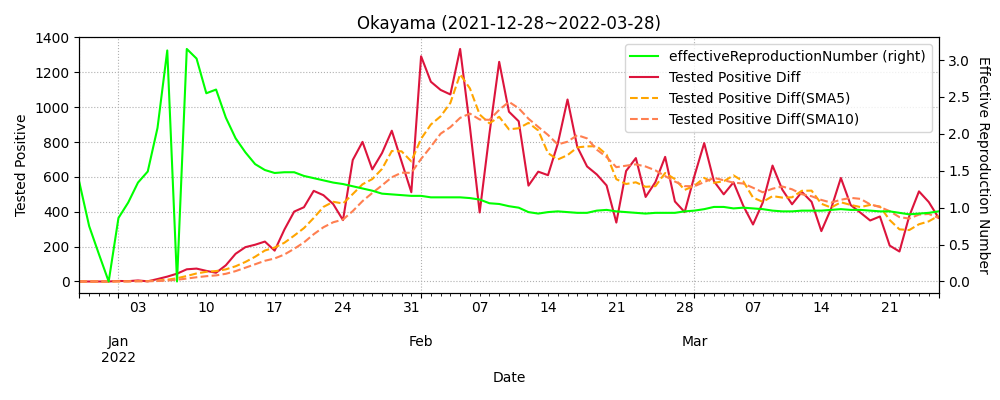 Okayama (2021-12-28~2022-03-28)
effectiveReproductionNumber (right)
Tested Positive Diff
Tested Positive Diff(SMA5)
Tested Positive Diff(SMA10)
Tested Positive
1400
1200
1000
800
600
400
200
0
Effective Reproduction Number
3.0
2.5
2.0
1.5
1.0
0.5
0.0
03 10 17 24 31 07 14 21 28 07 14 21
Jan Feb Mar
2022
Date